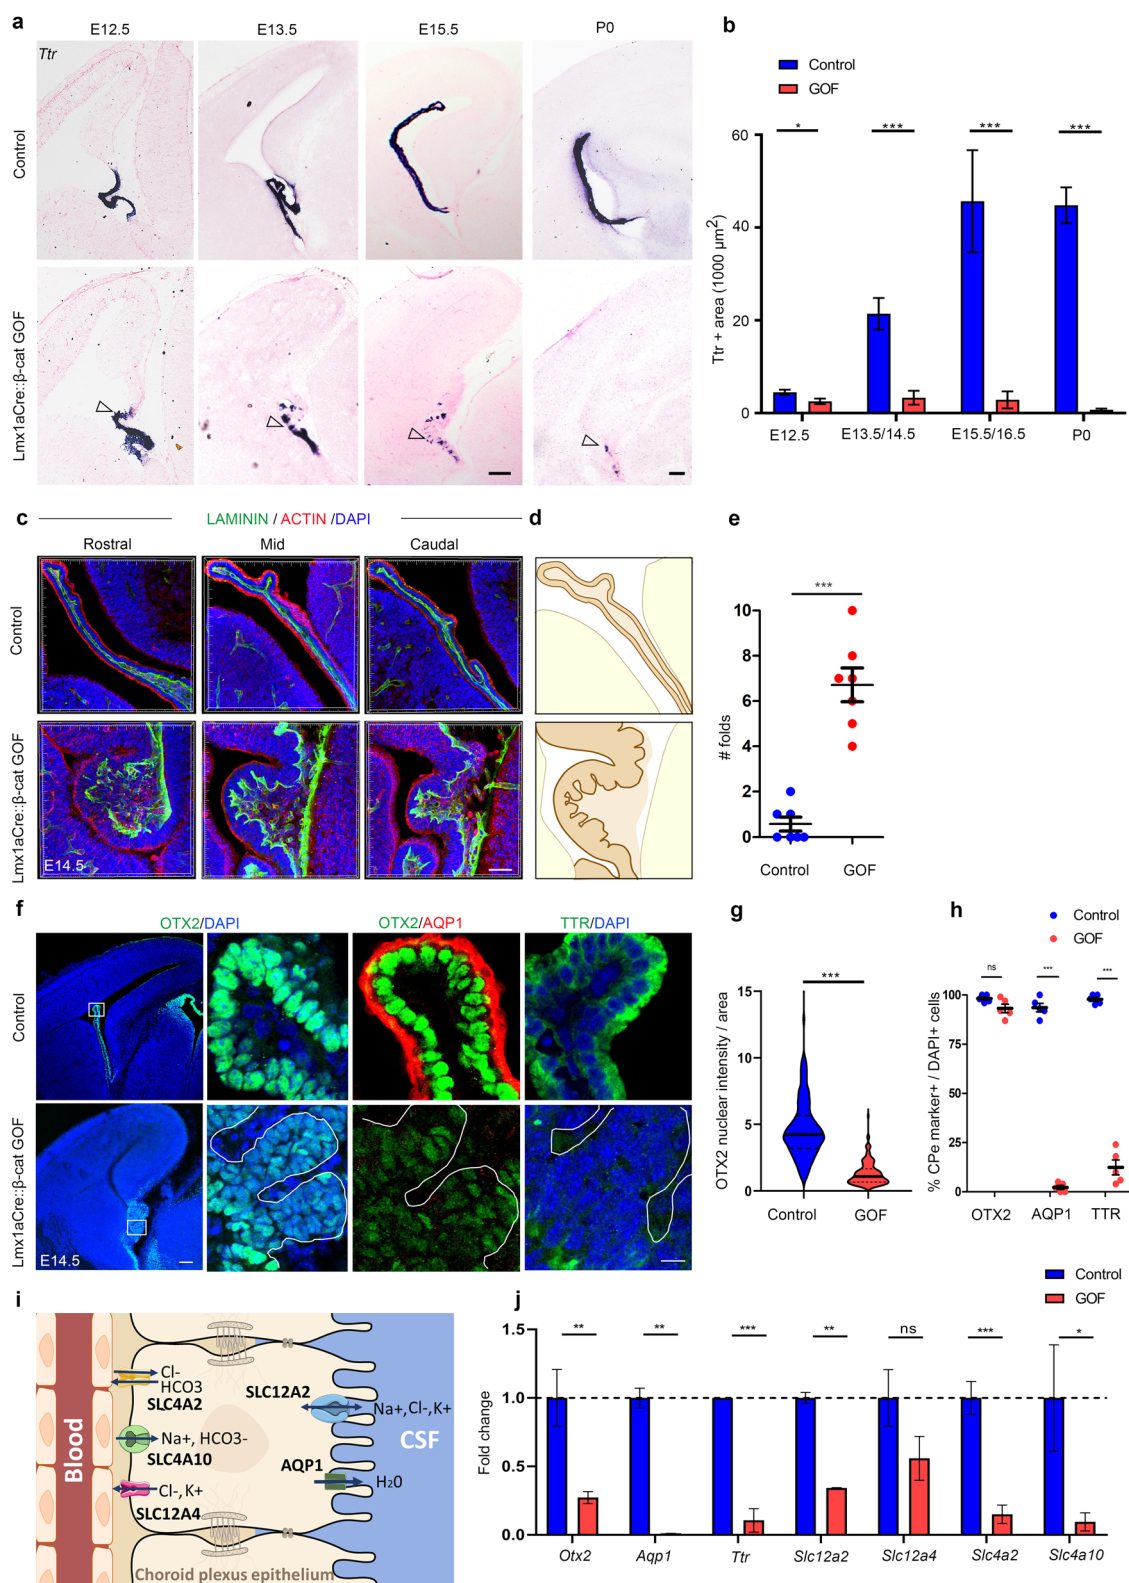 a
E12.5
E13.5
E15.5
P0
Ttr
Control
Lmx1aCre::β-cat GOF
b
Control
GOF
*
***
***
***
Ttr + area (1000 µm²)
60
40
20
0
E12.5
E13.5/14.5
E15.5/16.5
P0
c
LAMININ / ACTIN /DAPI
Rostral
Mid
Caudal
Control
Lmx1aCre::β-cat GOF
E14.5
d
e
***
# folds
10
8
6
4
2
0
Control
GOF
f
OTX2/DAPI
OTX2/AQP1
TTR/DAPI
Control
Lmx1aCre::β-cat GOF
E14.5
g
***
OTX2 nuclear intensity / area
15
10
5
0
Control
GOF
h
Control
GOF
ns
***
***
% CPe marker+ / DAPI+ cells
100
50
25
0
OTX2
AQP1
TTR
i
Blood
Cl-
HCO3
SLC4A2
Na+, HCO3-
SLC4A10
Cl-, K+
SLC12A4
SLC12A2
Na+,Cl-,K+
CSF
AQP1
H20
Choroid plexus epithelium
j
Control
GOF
**
**
***
**
ns
***
*
Fold change
1.5
1.0
0.5
0.0
Otx2
Aqp1
Ttr
Slc12a2
Slc12a4
Slc4a2
Slc4a10